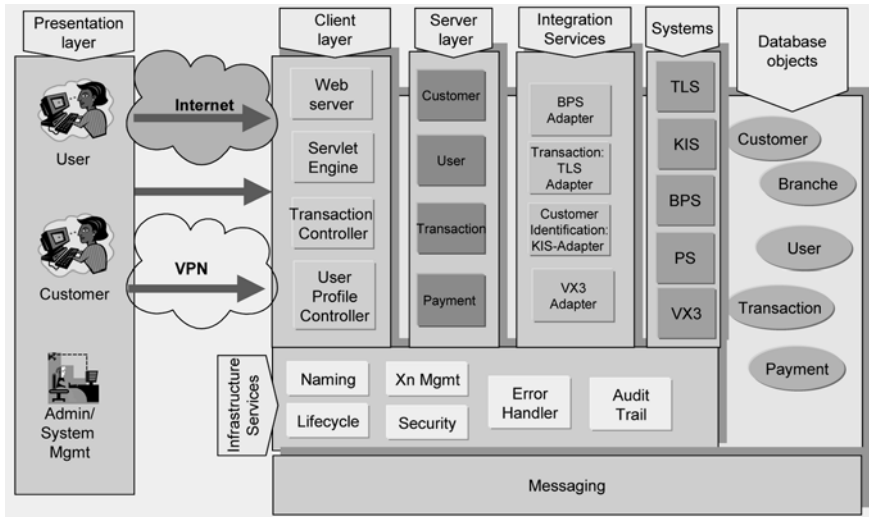 Presentation
layer
Client
layer
Server
layer
Integration
Services
Systems
Database
objects
User
Customer
Admin/
System
Mgmt
Internet
VPN
Web
server
Servlet
Engine
Transaction
Controller
User
Profile
Controller
Customer
User
Transaction
Payment
BPS
Adapter
Transaction:
TLS
Adapter
Customer
Identification:
KIS-Adapter
VX3
Adapter
TLS
KIS
BPS
PS
VX3
Customer
Branche
User
Transaction
Payment
Infrastructure
Services
Naming
Xn Mgmt
Lifecycle
Security
Error
Handler
Audit
Trail
Messaging